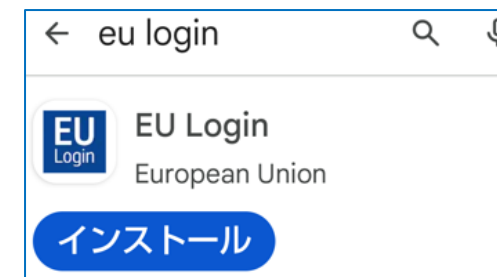 eu login
EU
Login
EU Login
European Union
インストール